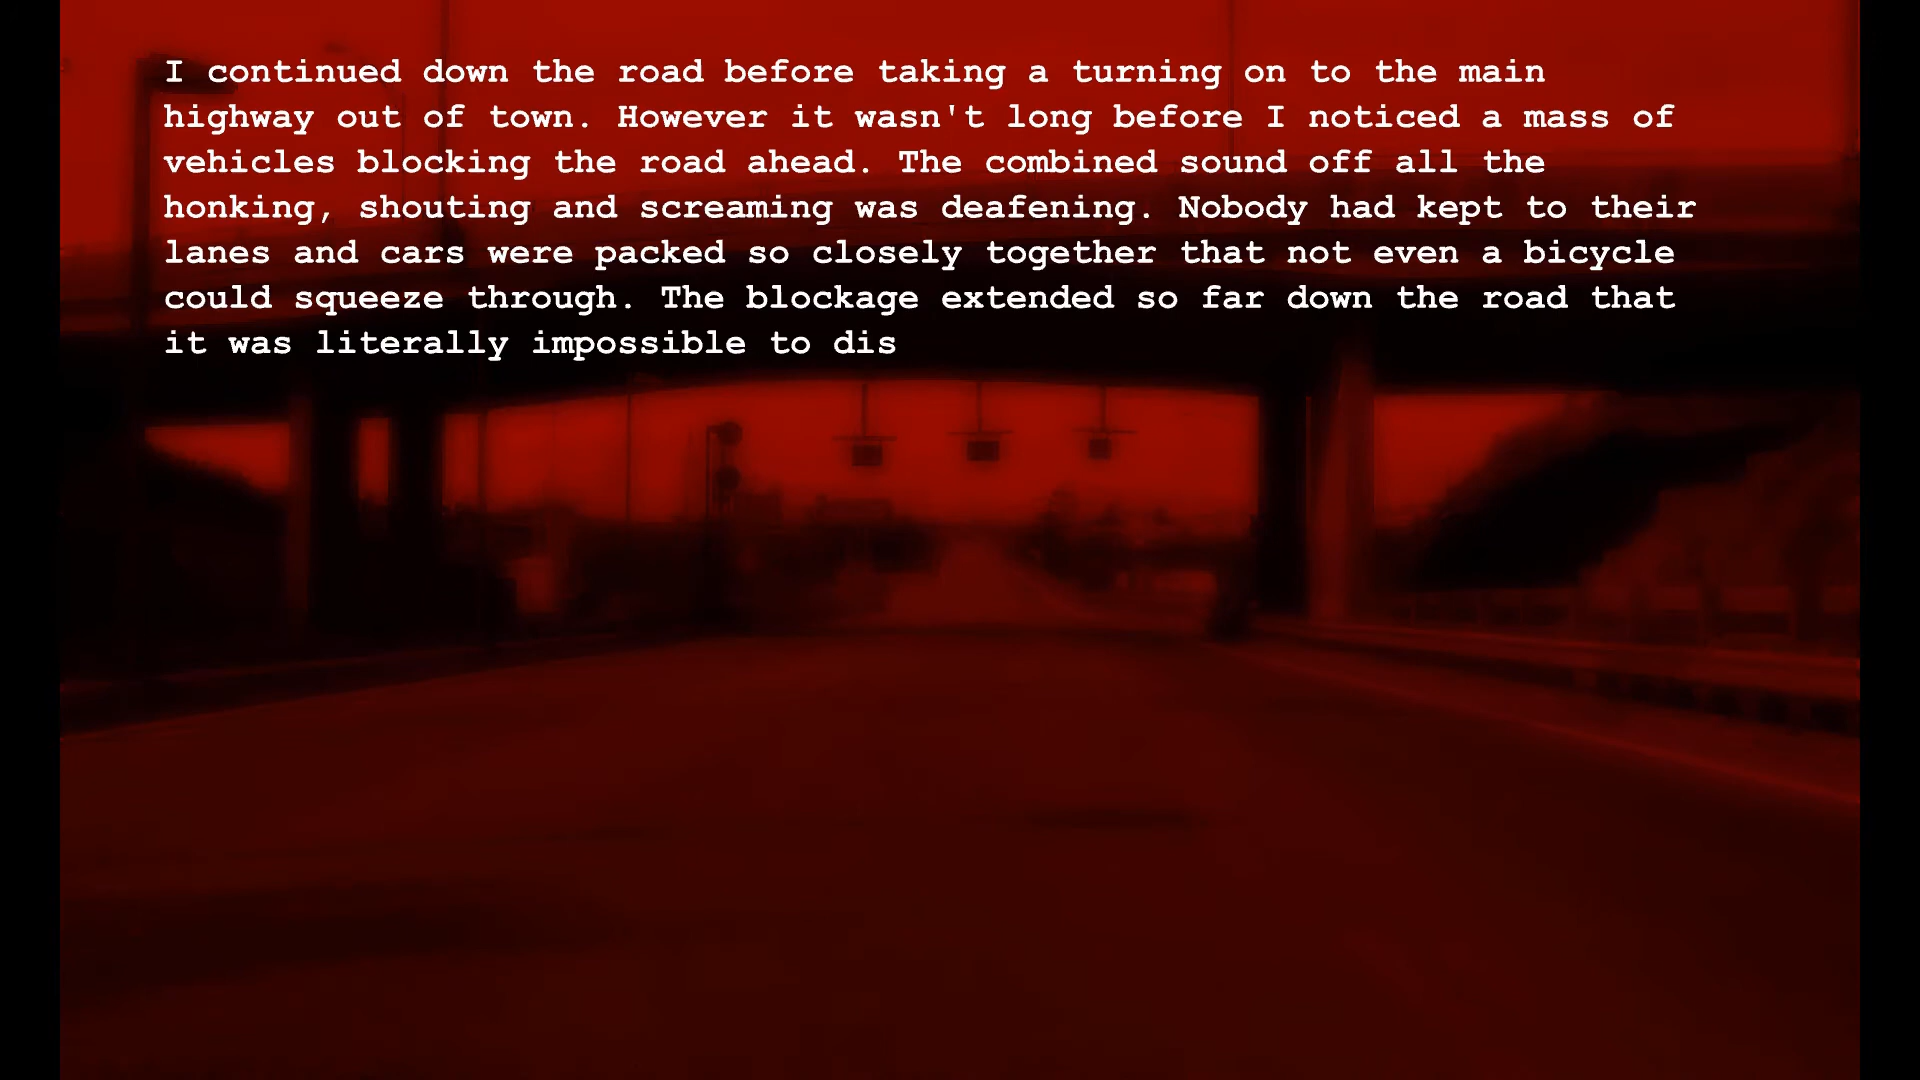 I continued down the road before taking a turning on to the main
highway out of town. However it wasn't long before I noticed a mass of
vehicles blocking the road ahead. The combined sound off all the
honking, shouting and screaming was deafening. Nobody had kept to their
lanes and cars were packed so closely together that not even a bicycle
could squeeze through. The blockage extended so far down the road that
it was literally impossible to dis